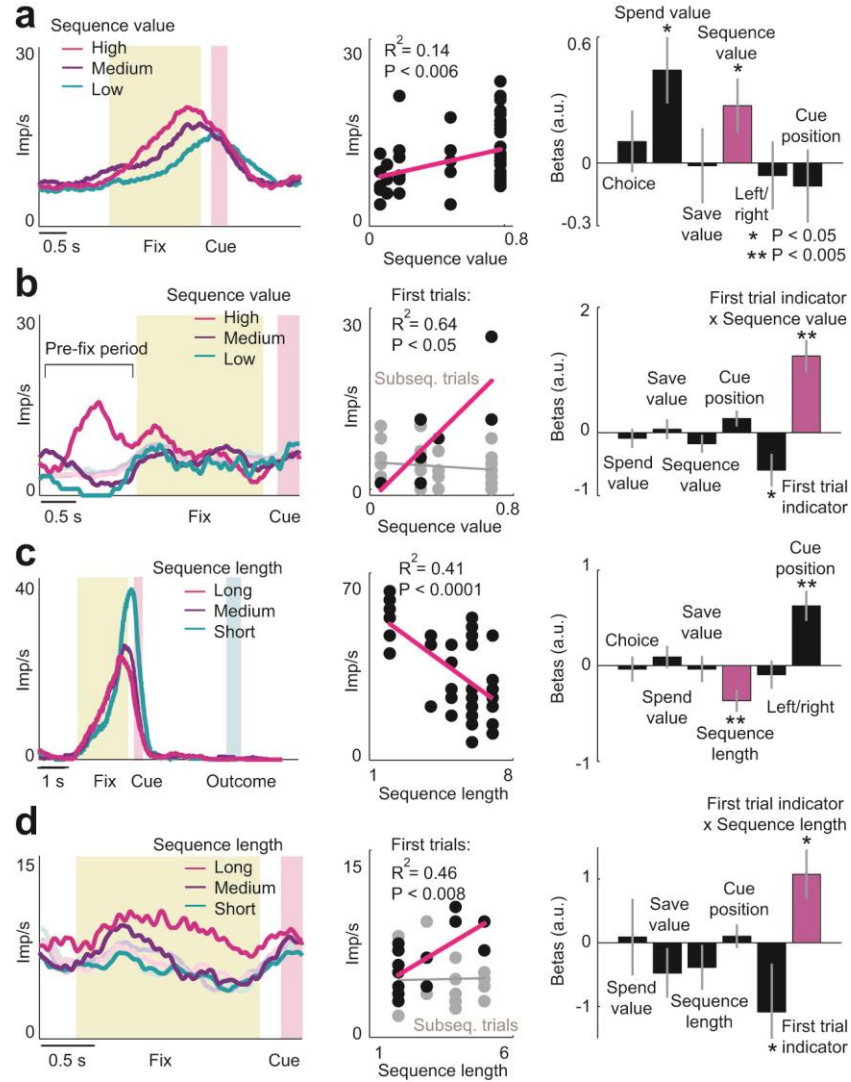 a
Sequence value
High
Medium
Low
30
Imp/s
0
0.5 s
Fix
Cue
30
R2 = 0.14
P < 0.006
Imp/s
0
0
0.8
Sequence value
Spend value
*
Sequence
value
*
0.6
Cue
position
Betas (a.u.)
0
Choice
Save
value
Left/
right
-0.3
* P < 0.05
** P < 0.005
b
Sequence value
High
Medium
Low
Pre-fix period
30
Imp/s
0
0.5 s
Fix
Cue
First trials:
30
R2 = 0.64
P < 0.05
Subseq. trials
Imp/s
0
0
0.8
Sequence value
First trial indicator
x Sequence value
**
2
Save
value
Cue
position
Betas (a.u.)
0
Spend
value
Sequence
value
-1
*
First trial
indicator
c
Sequence length
Long
Medium
Short
40
Imp/s
0
1 s
Fix
Cue
Outcome
70
R2 = 0.41
P < 0.0001
Imp/s
0
1
8
Sequence length
1
Cue
position
**
Save
value
Choice
Betas (a.u.)
0
Spend
value
Left/right
**
Sequence
length
-1
d
Sequence length
Long
Medium
Short
15
Imp/s
0
0.5 s
Fix
Cue
First trials:
15
R2 = 0.46
P < 0.008
Imp/s
Subseq. trials
0
1
6
Sequence length
First trial indicator
x Sequence length
*
1
Save
value
Cue
position
Betas (a.u.)
0
Spend
value
Sequence
length
-1
*
First trial
indicator